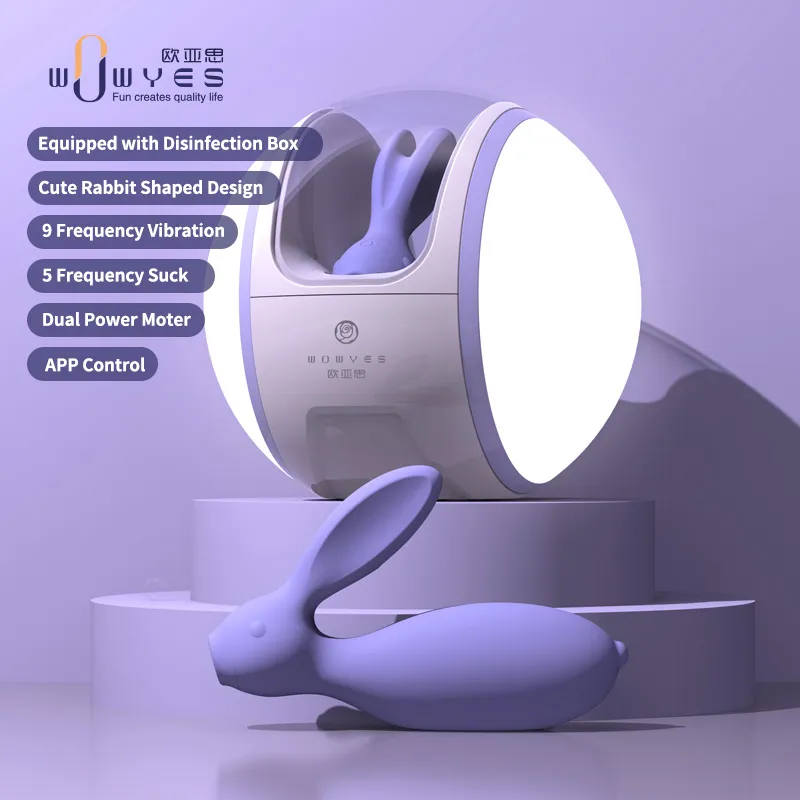 欧亚思
WOWYES
Fun creates quality life
Equipped with Disinfection Box
Cute Rabbit Shaped Design
9 Frequency Vibration
5 Frequency Suck
Dual Power Moter
APP Control
WOWYES
欧亚思